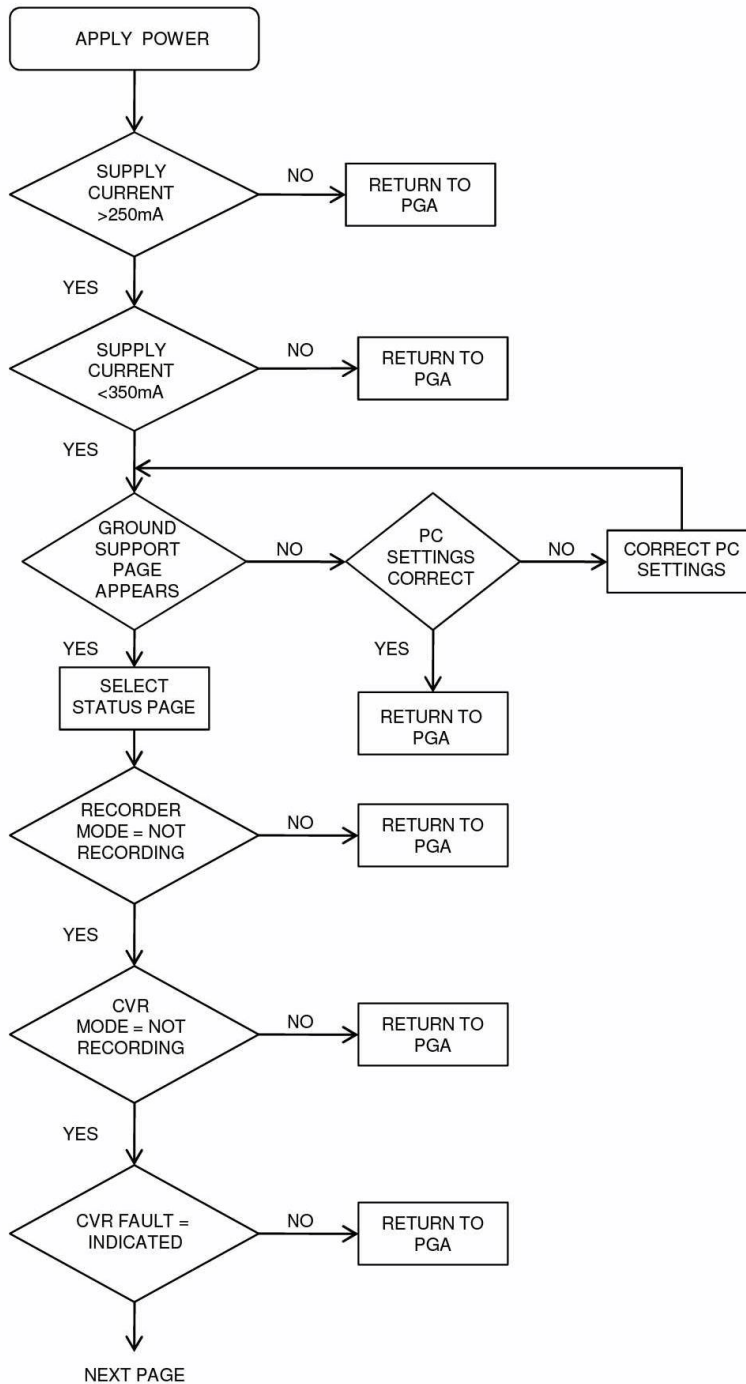 APPLY POWER
SUPPLY
CURRENT
>250mA
NO
RETURN TO
PGA
YES
SUPPLY
CURRENT
<350mA
NO
RETURN TO
PGA
YES
GROUND
SUPPORT
PAGE
APPEARS
NO
PC
SETTINGS
CORRECT
NO
CORRECT PC
SETTINGS
YES
YES
SELECT
STATUS PAGE
RETURN TO
PGA
RECORDER
MODE = NOT
RECORDING
NO
RETURN TO
PGA
YES
CVR
MODE = NOT
RECORDING
NO
RETURN TO
PGA
YES
CVR FAULT =
INDICATED
NO
RETURN TO
PGA
NEXT PAGE